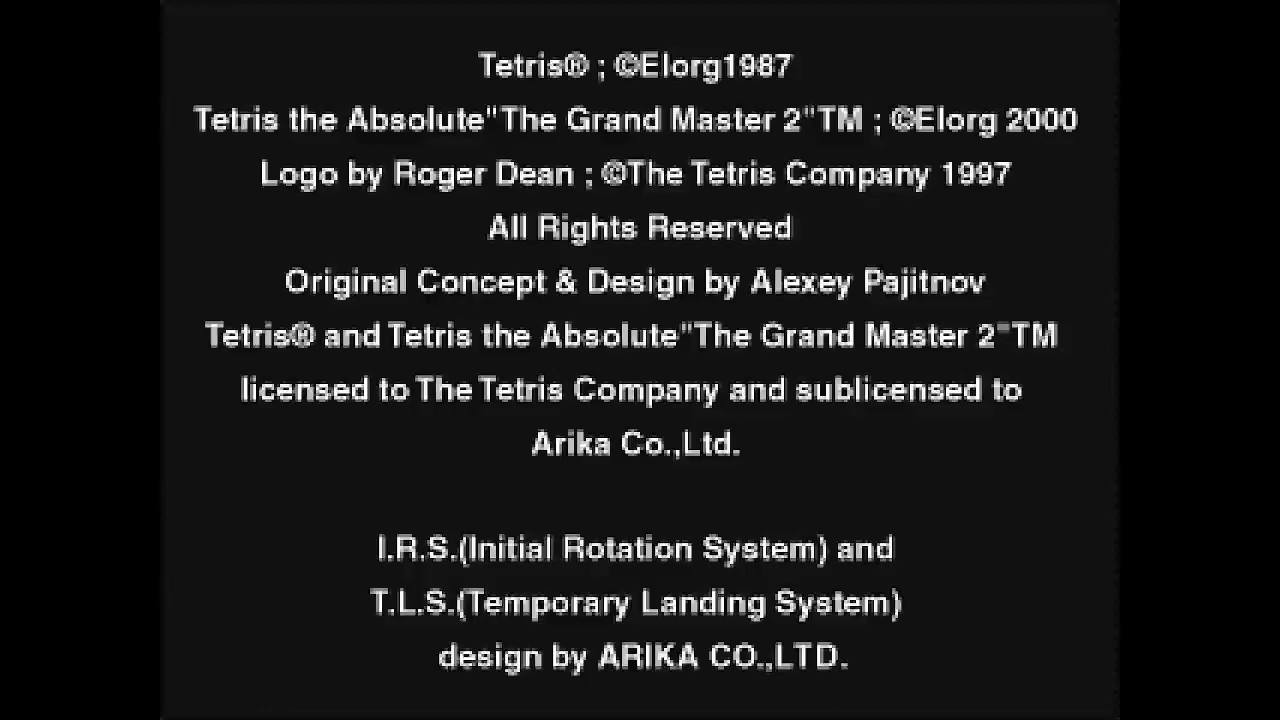 Tetris® ; ©Elorg1987
Tetris the Absolute"The Grand Master 2"TM ; ©Elorg 2000
Logo by Roger Dean ; ©The Tetris Company 1997
All Rights Reserved
Original Concept & Design by Alexey Pajitnov
Tetris® and Tetris the Absolute"The Grand Master 2"TM
licensed to The Tetris Company and sublicensed to
Arika Co.,Ltd.
I.R.S.(Initial Rotation System) and
T.L.S.(Temporary Landing System)
design by ARIKA CO.,LTD.